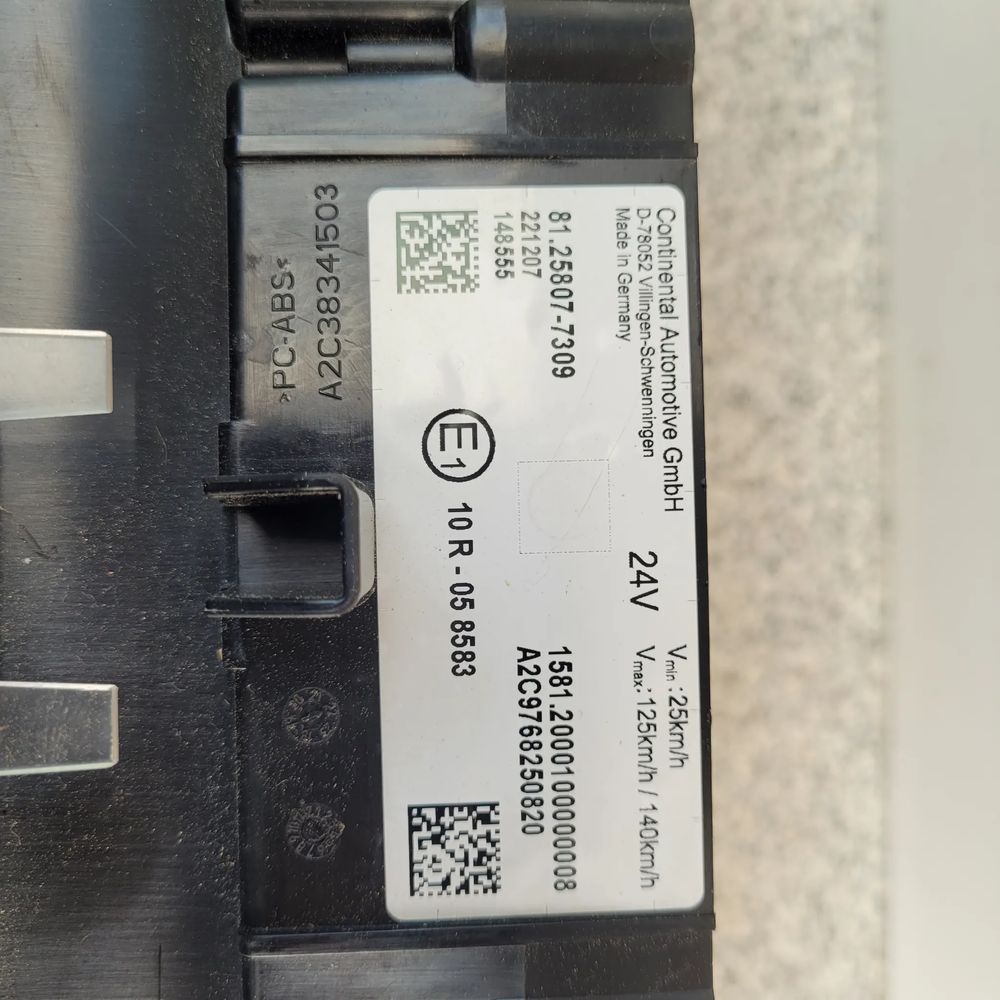 Continental Automotive GmbH
D-78052 Villingen-Schwenningen
Made in Germany
24V
Vmin :25km/h
Vmax: 125km/h / 140km/h
81.25807-7309
221207
148555
1581.20000100000008
A2C9768250820
E1 10 R - 05 8583
A2C38341503
*PC-ABS*